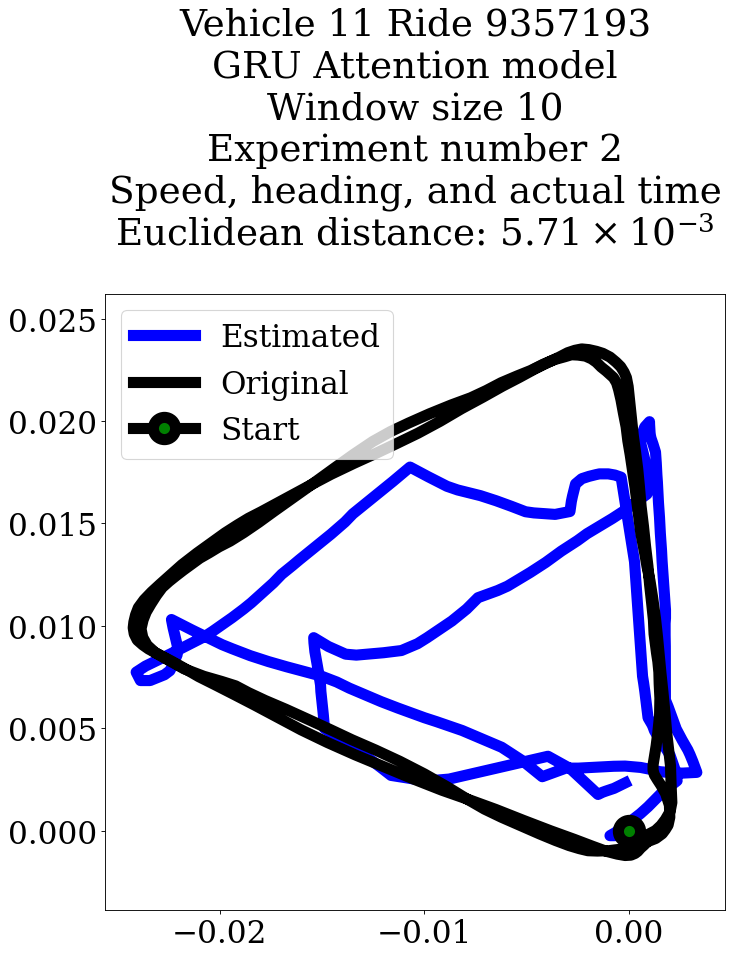 Vehicle 11 Ride 9357193
GRU Attention model
Window size 10
Experiment number 2
Speed, heading, and actual time
Euclidean distance: 5.71 × 10⁻³
0.025
0.020
0.015
0.010
0.005
0.000
Estimated
Original
Start
−0.02
−0.01
0.00